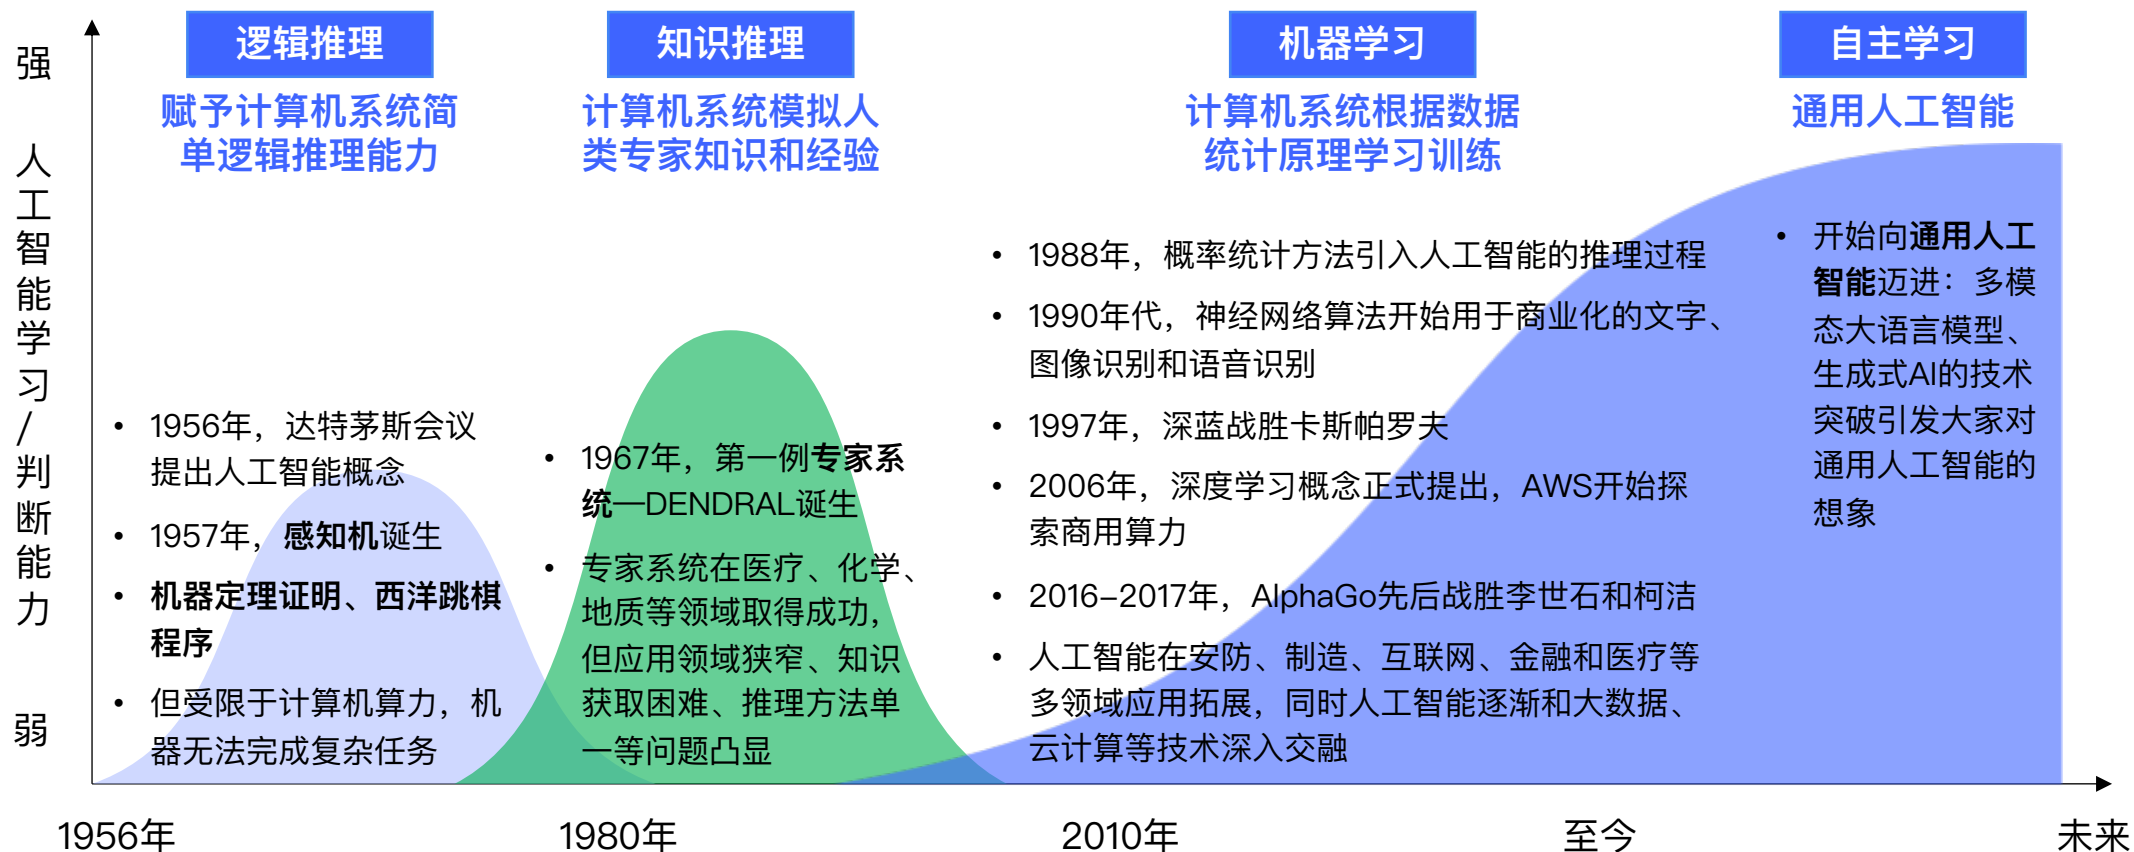 强
人工智能学习/判断能力
弱
逻辑推理
赋予计算机系统简
单逻辑推理能力
• 1956年，达特茅斯会议
提出人工智能概念
• 1957年，感知机诞生
• 机器定理证明、西洋跳棋
程序
• 但受限于计算机算力，机
器无法完成复杂任务
知识推理
计算机系统模拟人
类专家知识和经验
• 1967年，第一例专家系
统—DENDRAL诞生
• 专家系统在医疗、化学、
地质等领域取得成功，
但应用领域狭窄、知识
获取困难、推理方法单
一等问题凸显
机器学习
计算机系统根据数据
统计原理学习训练
• 1988年，概率统计方法引入人工智能的推理过程
• 1990年代，神经网络算法开始用于商业化的文字、
图像识别和语音识别
• 1997年，深蓝战胜卡斯帕罗夫
• 2006年，深度学习概念正式提出，AWS开始探
索商用算力
• 2016–2017年，AlphaGo先后战胜李世石和柯洁
• 人工智能在安防、制造、互联网、金融和医疗等
多领域应用拓展，同时人工智能逐渐和大数据、
云计算等技术深入交融
自主学习
通用人工智能
• 开始向通用人工
智能迈进：多模
态大语言模型、
生成式AI的技术
突破引发大家对
通用人工智能的
想象
1956年
1980年
2010年
至今
未来